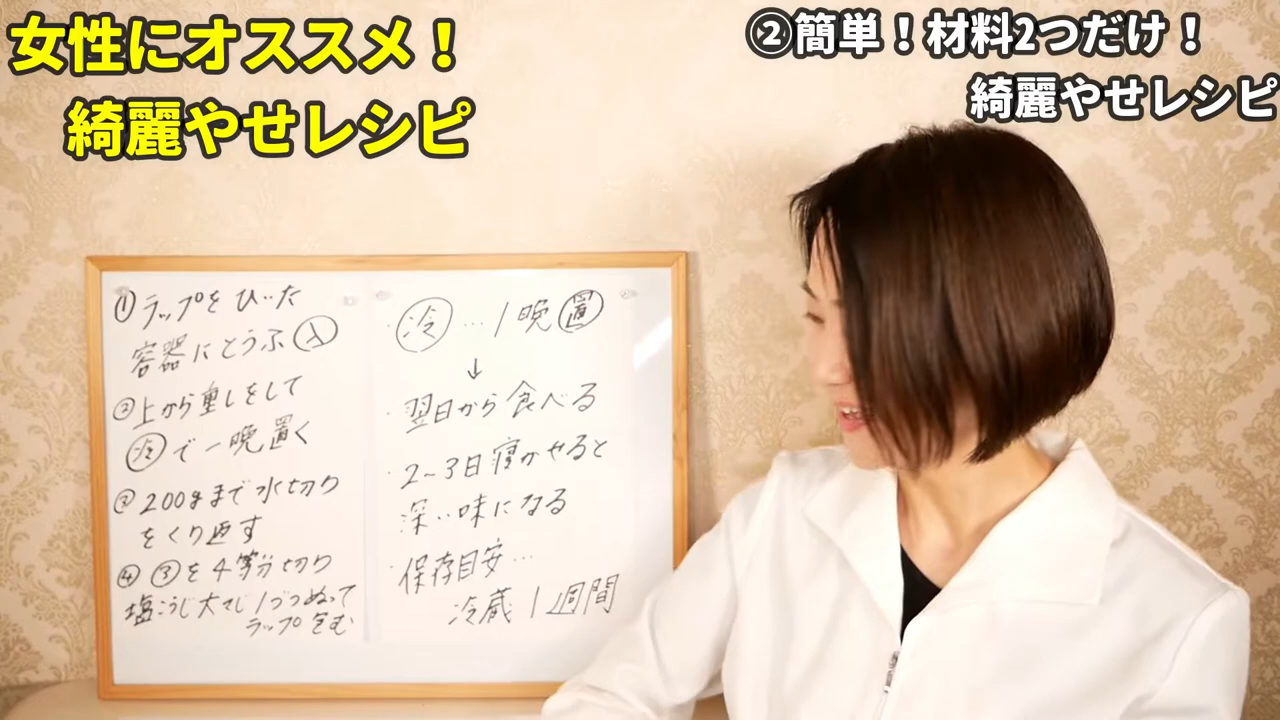 女性にオススメ！
綺麗やせレシピ
②簡単！材料2つだけ！
綺麗やせレシピ
①ラップをひいた
容器にとうふ入
②上から重しをして
冷で一晩置く
③200gまで水切り
をくり返す
④③を4等分切り
塩こうじ大さじ1づつぬって
ラップ包む
・冷…1晩置
↓
・翌日から食べる
・2〜3日寝かせると
深い味になる
・保存目安…
冷蔵1週間